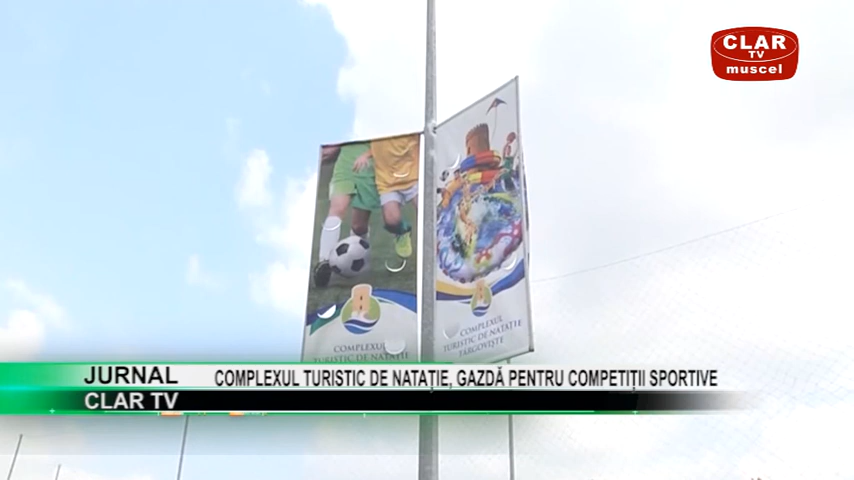 CLAR
TV
muscel
COMPLEXUL
TURISTIC DE NATAȚIE
COMPLEXUL
TURISTIC DE NATAȚIE
TÂRGOVIȘTE
JURNAL
COMPLEXUL TURISTIC DE NATAȚIE, GAZDĂ PENTRU COMPETIȚII SPORTIVE
CLAR TV